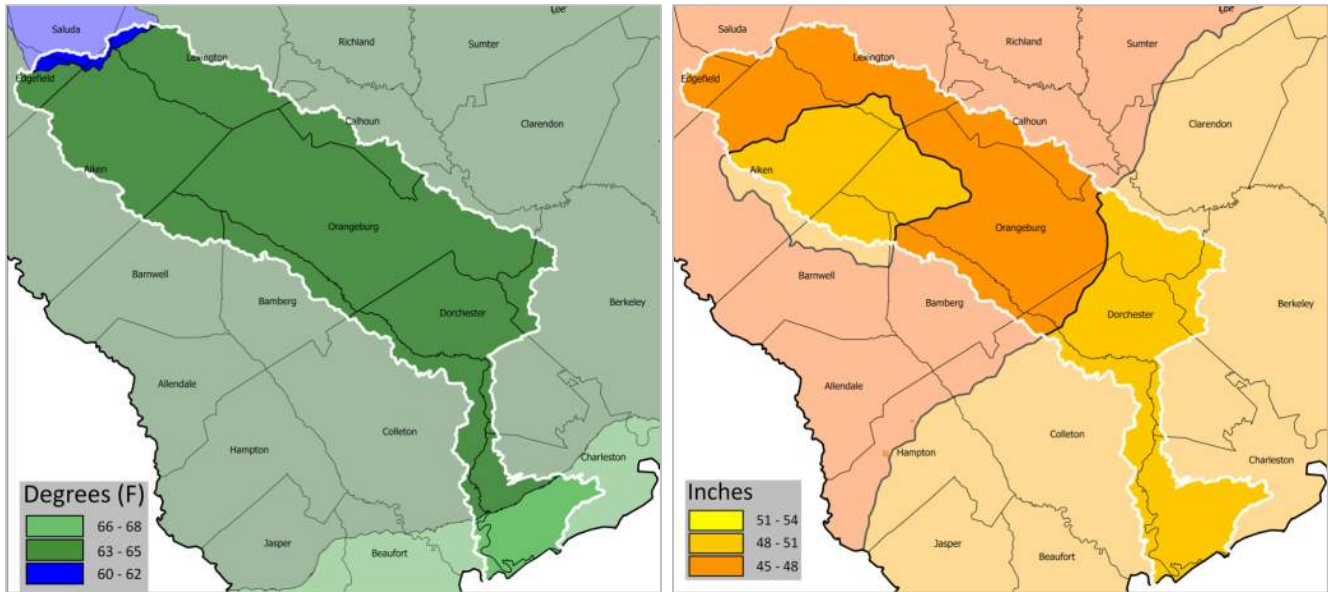 Saluda
Lee
Richland
Sumter
Lexington
Edgefield
Calhoun
Clarendon
Aiken
Orangeburg
Barnwell
Bamberg
Berkeley
Dorchester
Allendale
Colleton
Hampton
Charleston
Jasper
Beaufort
Degrees (F)
66 - 68
63 - 65
60 - 62
Saluda
Lee
Richland
Sumter
Lexington
Edgefield
Calhoun
Clarendon
Aiken
Orangeburg
Barnwell
Bamberg
Berkeley
Dorchester
Allendale
Colleton
Hampton
Charleston
Jasper
Beaufort
Inches
51 - 54
48 - 51
45 - 48